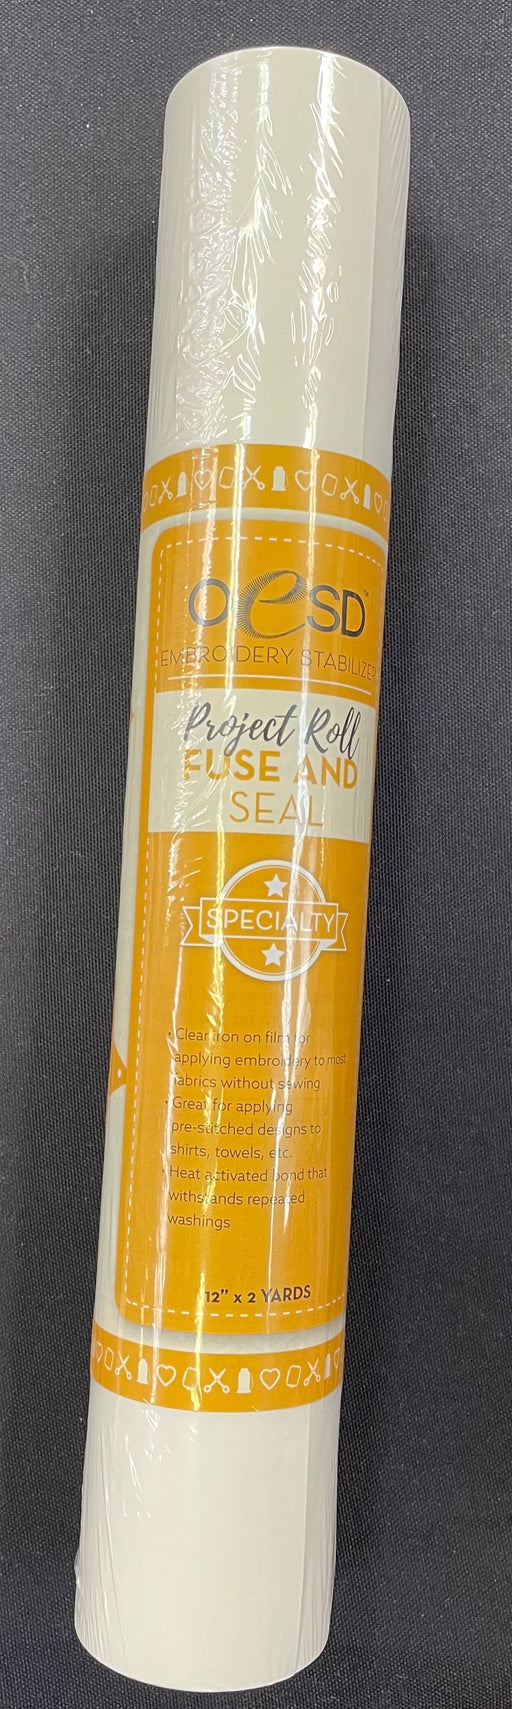 OESD™
EMBROIDERY STABILIZER
Project Roll
FUSE AND
SEAL
SPECIALTY
• Clear iron on film for
applying embroidery to most
fabrics without sewing
• Great for applying
pre-stitched designs to
shirts, towels, etc.
• Heat activated bond that
withstands repeated
washings
12" x 2 YARDS